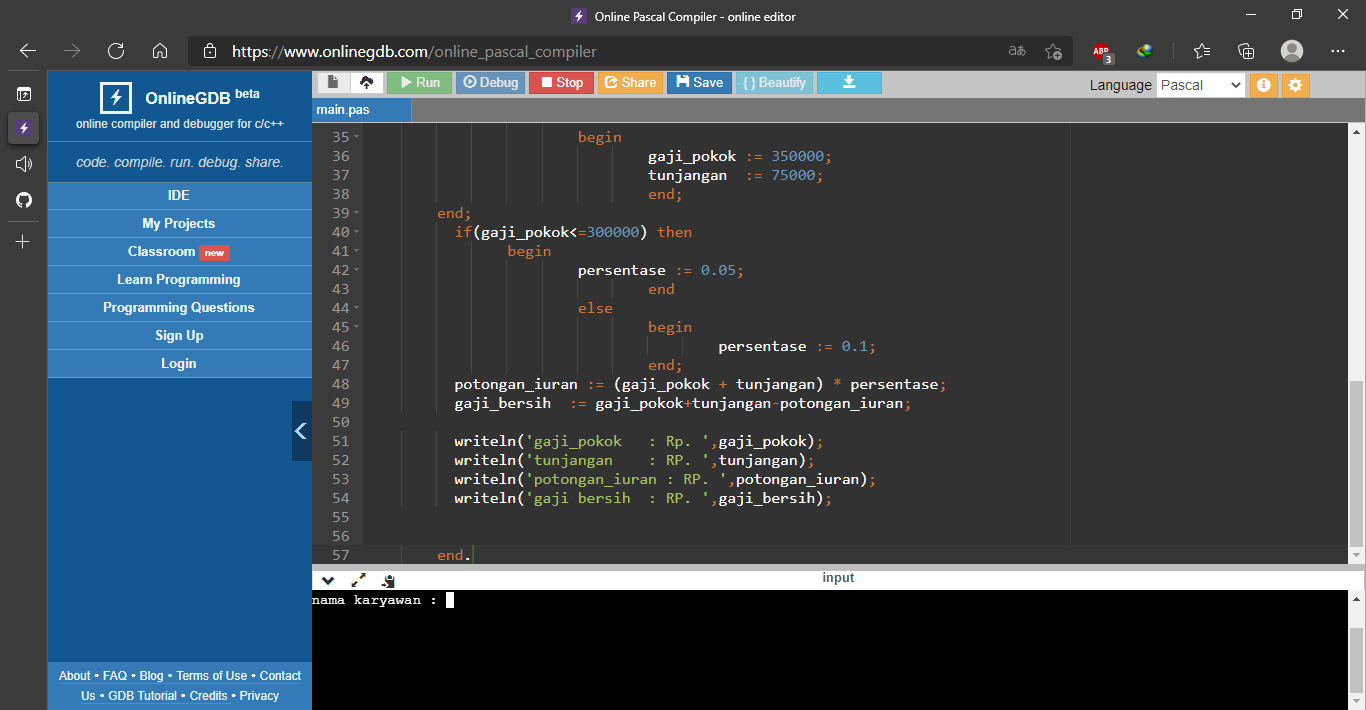 Online Pascal Compiler - online editor
https://www.onlinegdb.com/online_pascal_compiler
ABP 3
OnlineGDB beta
online compiler and debugger for c/c++
code. compile. run. debug. share.
IDE
My Projects
Classroom new
Learn Programming
Programming Questions
Sign Up
Login
About • FAQ • Blog • Terms of Use • Contact
Us • GDB Tutorial • Credits • Privacy
Run Debug Stop Share Save { } Beautify
Language Pascal
main.pas
35 begin
36 gaji_pokok := 350000;
37 tunjangan := 75000;
38 end;
39 end;
40 if(gaji_pokok<=300000) then
41 begin
42 persentase := 0.05;
43 end
44 else
45 begin
46 persentase := 0.1;
47 end;
48 potongan_iuran := (gaji_pokok + tunjangan) * persentase;
49 gaji_bersih := gaji_pokok+tunjangan-potongan_iuran;
50
51 writeln('gaji_pokok : Rp. ',gaji_pokok);
52 writeln('tunjangan : RP. ',tunjangan);
53 writeln('potongan_iuran : RP. ',potongan_iuran);
54 writeln('gaji bersih : RP. ',gaji_bersih);
55
56
57 end.
input
nama karyawan :